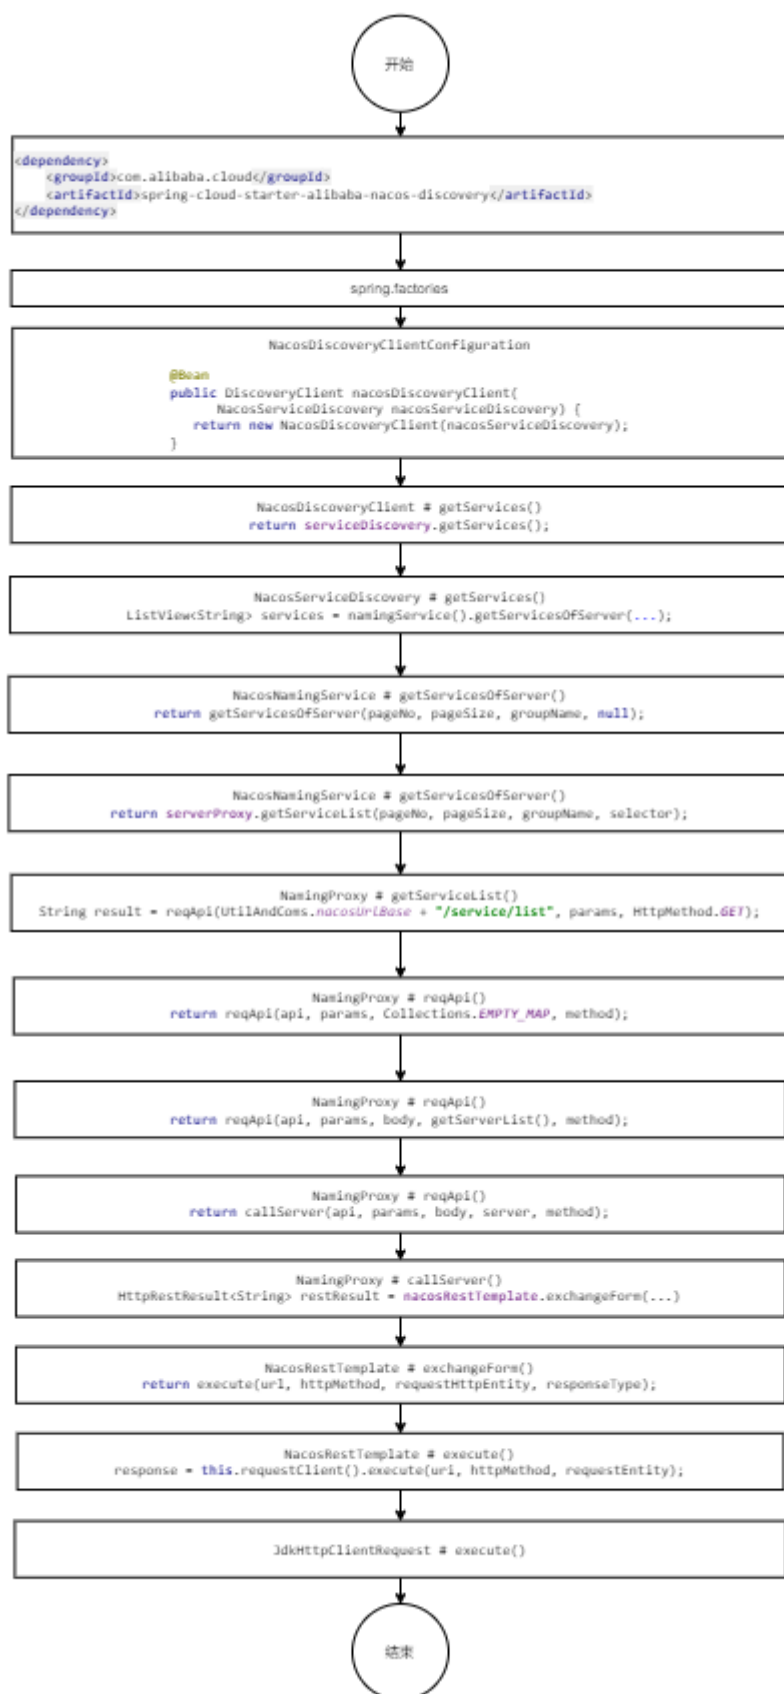 开始
<dependency>
<groupId>com.alibaba.cloud</groupId>
<artifactId>spring-cloud-starter-alibaba-nacos-discovery</artifactId>
</dependency>
spring.factories
NacosDiscoveryClientConfiguration
@Bean
public DiscoveryClient nacosDiscoveryClient(
NacosServiceDiscovery nacosServiceDiscovery) {
return new NacosDiscoveryClient(nacosServiceDiscovery);
}
NacosDiscoveryClient # getServices()
return serviceDiscovery.getServices();
NacosServiceDiscovery # getServices()
ListView<String> services = namingService().getServicesOfServer(...);
NacosNamingService # getServicesOfServer()
return getServicesOfServer(pageNo, pageSize, groupName, null);
NacosNamingService # getServicesOfServer()
return serverProxy.getServiceList(pageNo, pageSize, groupName, selector);
NamingProxy # getServiceList()
String result = reqApi(UtilAndComs.nacosUrlBase + "/service/list", params, HttpMethod.GET);
NamingProxy # reqApi()
return reqApi(api, params, Collections.EMPTY_MAP, method);
NamingProxy # reqApi()
return reqApi(api, params, body, getServerList(), method);
NamingProxy # reqApi()
return callServer(api, params, body, server, method);
NamingProxy # callServer()
HttpRestResult<String> restResult = nacosRestTemplate.exchangeForm(...)
NacosRestTemplate # exchangeForm()
return execute(url, httpMethod, requestHttpEntity, responseType);
NacosRestTemplate # execute()
response = this.requestClient().execute(uri, httpMethod, requestEntity);
JdkHttpClientRequest # execute()
结束